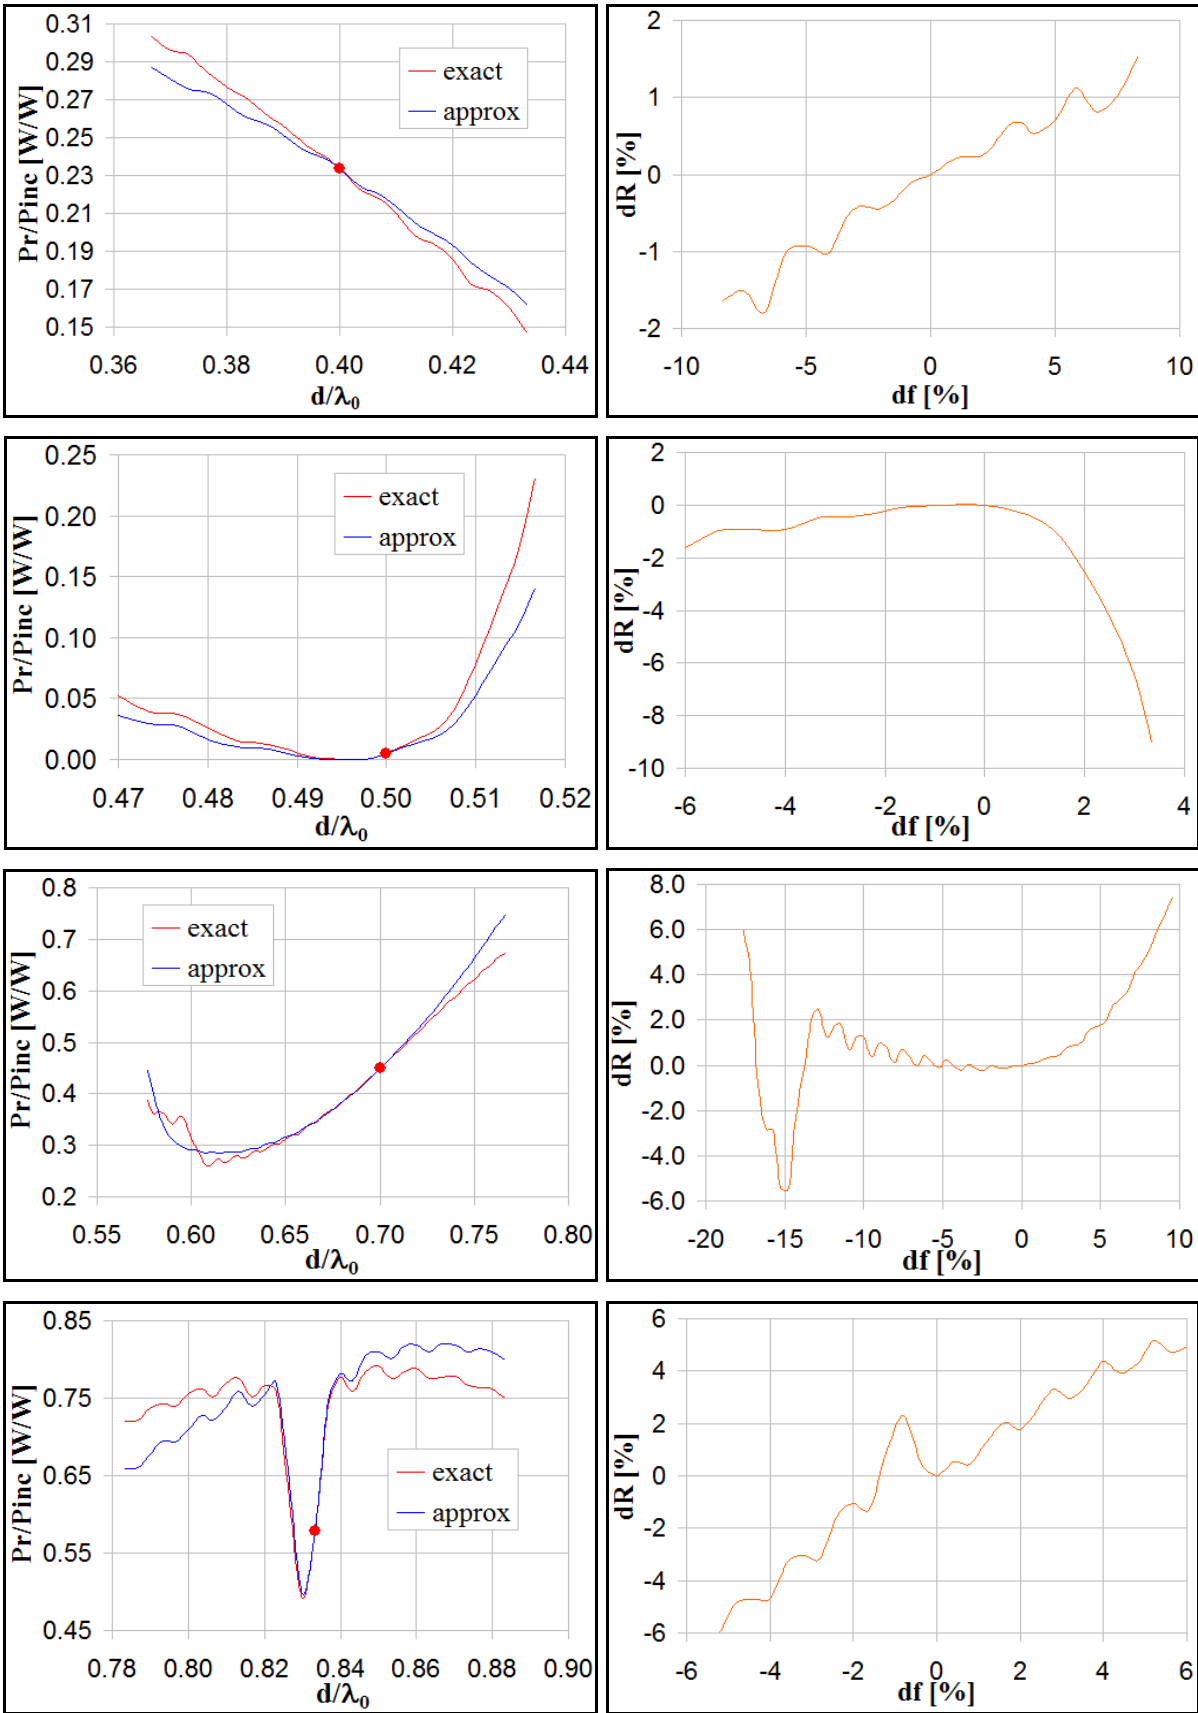 0.31
0.29
0.27
0.25
0.23
0.21
0.19
0.17
0.15
Pr/Pinc [W/W]
exact
approx
0.36 0.38 0.40 0.42 0.44
d/λ₀
2
1
0
-1
-2
dR [%]
-10 -5 0 5 10
df [%]
0.25
0.20
0.15
0.10
0.05
0.00
Pr/Pinc [W/W]
exact
approx
0.47 0.48 0.49 0.50 0.51 0.52
d/λ₀
2
0
-2
-4
-6
-8
-10
dR [%]
-6 -4 -2 0 2 4
df [%]
0.8
0.7
0.6
0.5
0.4
0.3
0.2
Pr/Pinc [W/W]
exact
approx
0.55 0.60 0.65 0.70 0.75 0.80
d/λ₀
8.0
6.0
4.0
2.0
0.0
-2.0
-4.0
-6.0
dR [%]
-20 -15 -10 -5 0 5 10
df [%]
0.85
0.75
0.65
0.55
0.45
Pr/Pinc [W/W]
exact
approx
0.78 0.80 0.82 0.84 0.86 0.88 0.90
d/λ₀
6
4
2
0
-2
-4
-6
dR [%]
-6 -4 -2 0 2 4 6
df [%]